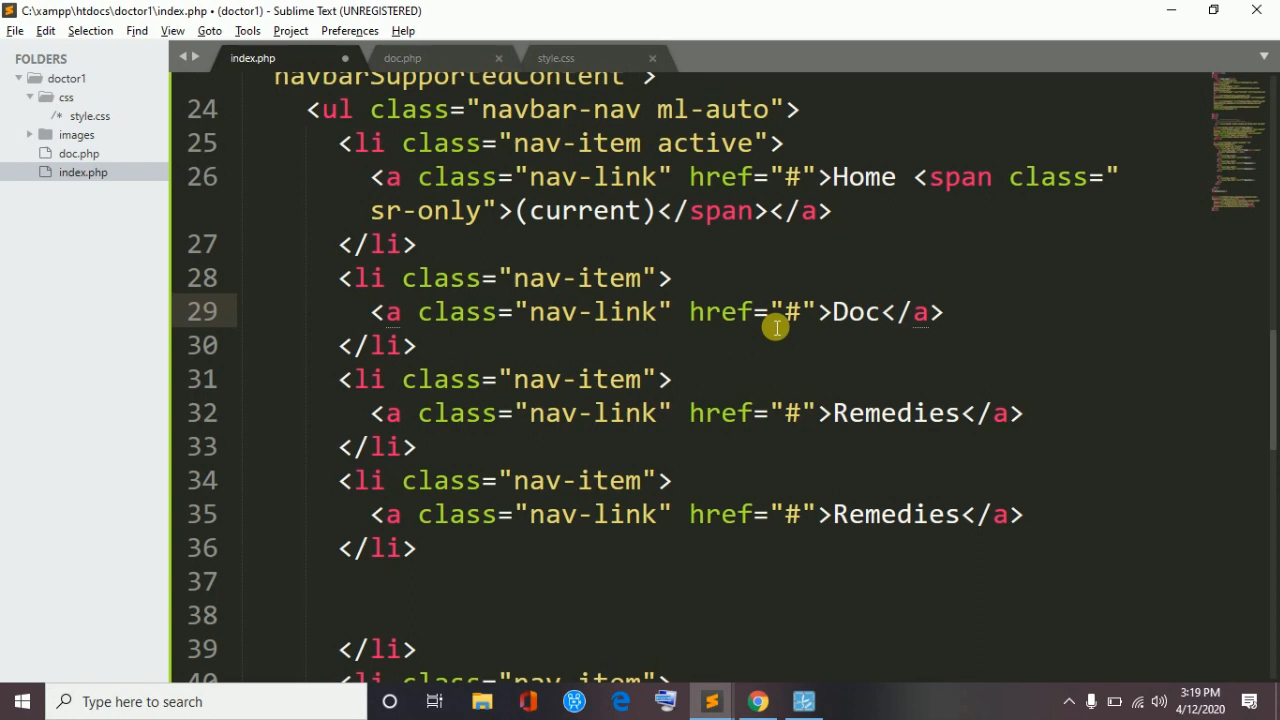 C:\xampp\htdocs\doctor1\index.php • (doctor1) - Sublime Text (UNREGISTERED)
File Edit Selection Find View Goto Tools Project Preferences Help
FOLDERS
doctor1
css
/* style.css
images
doc.php
index.php
index.php
doc.php
style.css
navbarSupportedContent">
24 <ul class="navbar-nav ml-auto">
25 <li class="nav-item active">
26 <a class="nav-link" href="#">Home <span class="
sr-only">(current)</span></a>
27 </li>
28 <li class="nav-item">
29 <a class="nav-link" href="#">Doc</a>
30 </li>
31 <li class="nav-item">
32 <a class="nav-link" href="#">Remedies</a>
33 </li>
34 <li class="nav-item">
35 <a class="nav-link" href="#">Remedies</a>
36 </li>
37
38
39 </li>
40 <li class="nav-item">
Type here to search
3:19 PM
4/12/2020